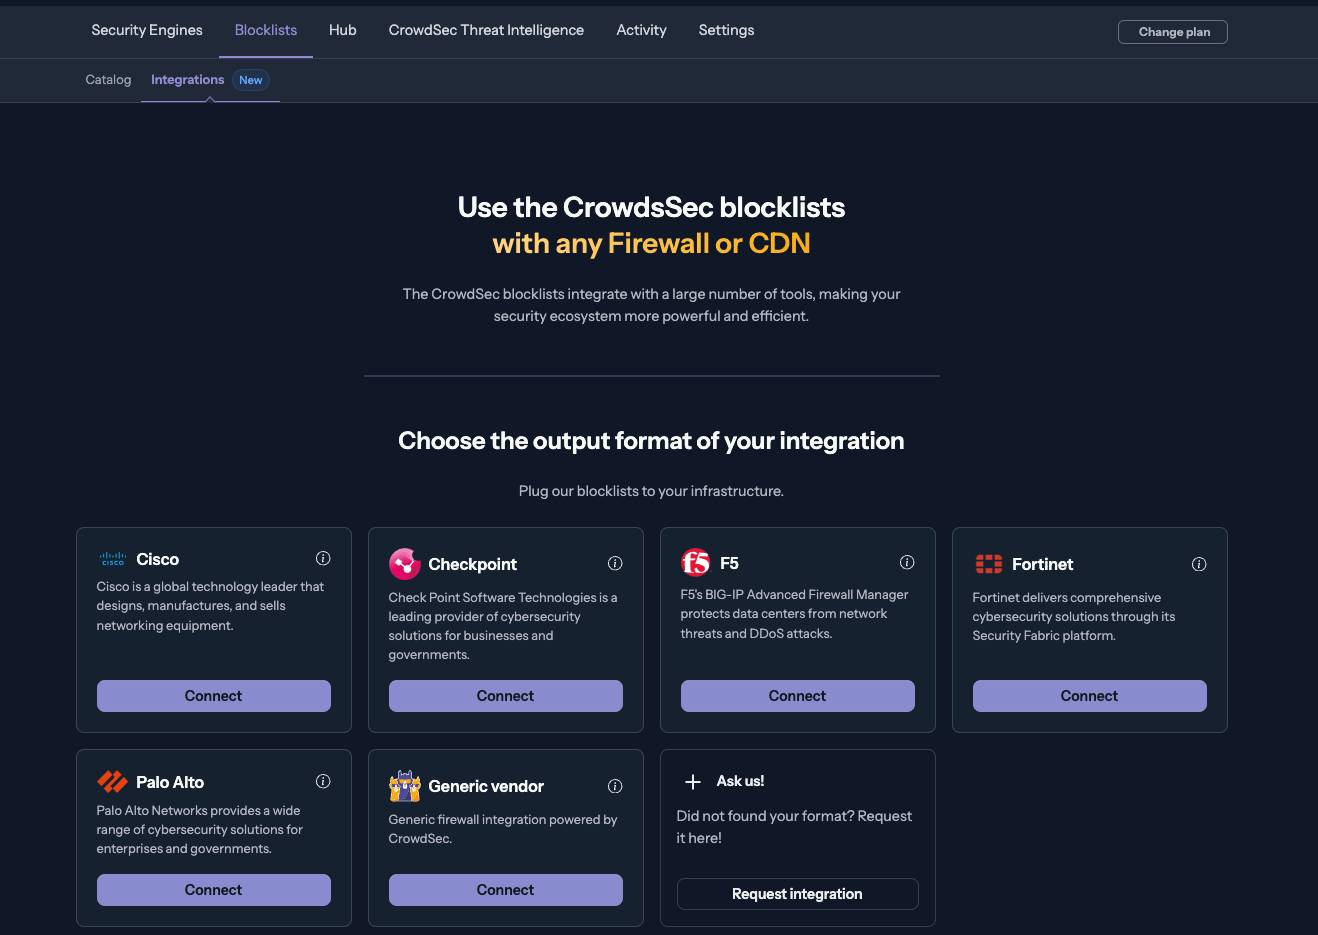 Security Engines
Blocklists
Hub
CrowdSec Threat Intelligence
Activity
Settings
Change plan
Catalog
Integrations
New
Use the CrowdsSec blocklists
with any Firewall or CDN
The CrowdSec blocklists integrate with a large number of tools, making your
security ecosystem more powerful and efficient.
Choose the output format of your integration
Plug our blocklists to your infrastructure.
CISCO
Cisco
Cisco is a global technology leader that
designs, manufactures, and sells
networking equipment.
Connect
Checkpoint
Check Point Software Technologies is a
leading provider of cybersecurity
solutions for businesses and
governments.
Connect
f5
F5
F5's BIG-IP Advanced Firewall Manager
protects data centers from network
threats and DDoS attacks.
Connect
Fortinet
Fortinet delivers comprehensive
cybersecurity solutions through its
Security Fabric platform.
Connect
Palo Alto
Palo Alto Networks provides a wide
range of cybersecurity solutions for
enterprises and governments.
Connect
Generic vendor
Generic firewall integration powered by
CrowdSec.
Connect
Ask us!
Did not found your format? Request
it here!
Request integration